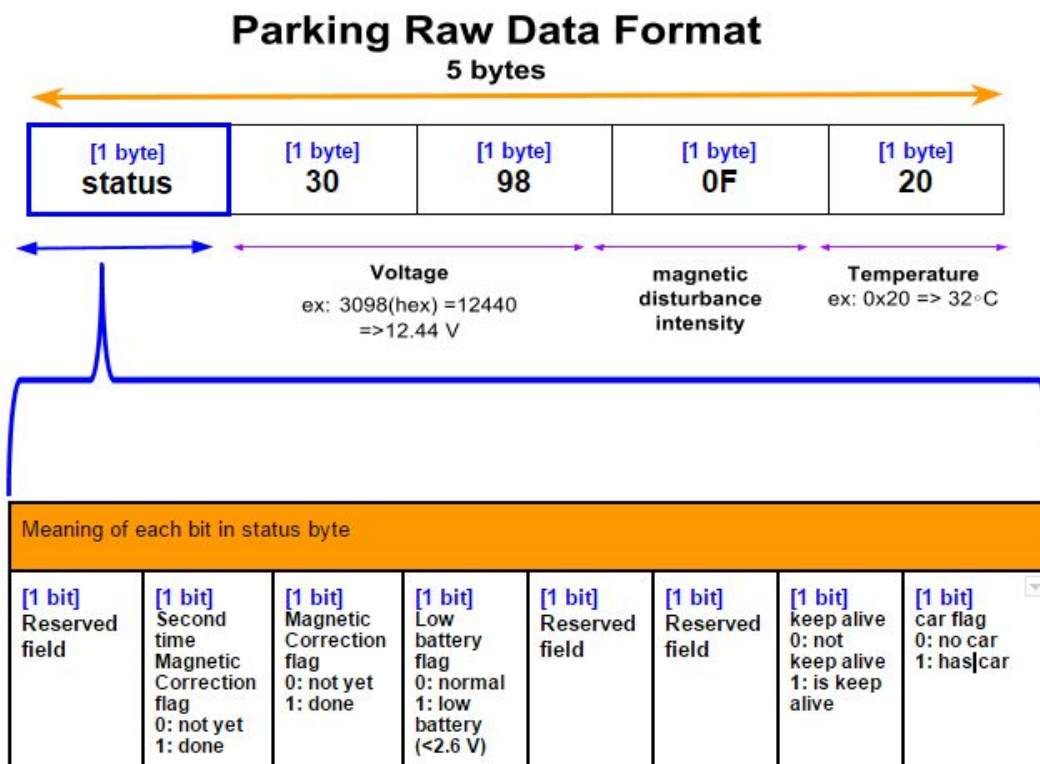 Parking Raw Data Format
5 bytes
[1 byte] [1 byte] [1 byte] [1 byte] [1 byte]
status 30 98 0F 20
Voltage
ex: 3098(hex) =12440
=>12.44 V
magnetic
disturbance
intensity
Temperature
ex: 0x20 => 32◦C
Meaning of each bit in status byte
[1 bit]
Reserved
field
[1 bit]
Second
time
Magnetic
Correction
flag
0: not yet
1: done
[1 bit]
Magnetic
Correction
flag
0: not yet
1: done
[1 bit]
Low
battery
flag
0: normal
1: low
battery
(<2.6 V)
[1 bit]
Reserved
field
[1 bit]
Reserved
field
[1 bit]
keep alive
0: not
keep alive
1: is keep
alive
[1 bit]
car flag
0: no car
1: has car